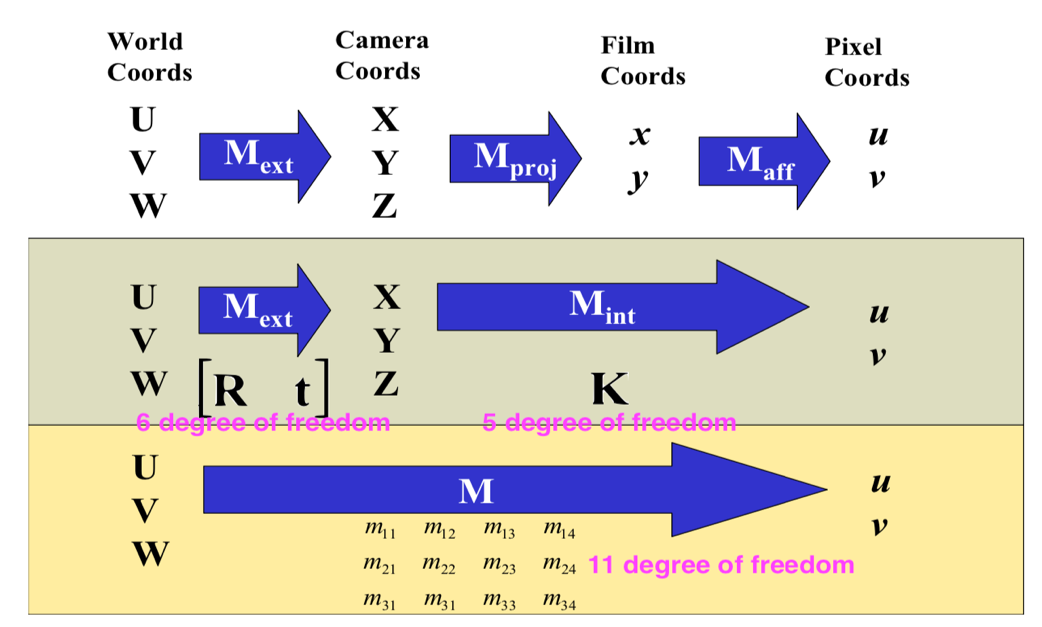 World Coords Camera Coords Film Coords Pixel Coords
U X x u
V M_ext Y M_proj y M_aff v
W Z
U X u
V M_ext Y M_int v
W [R t] Z K
6 degree of freedom 5 degree of freedom
U u
V M v
W
m_11 m_12 m_13 m_14
m_21 m_22 m_23 m_24 11 degree of freedom
m_31 m_31 m_33 m_34